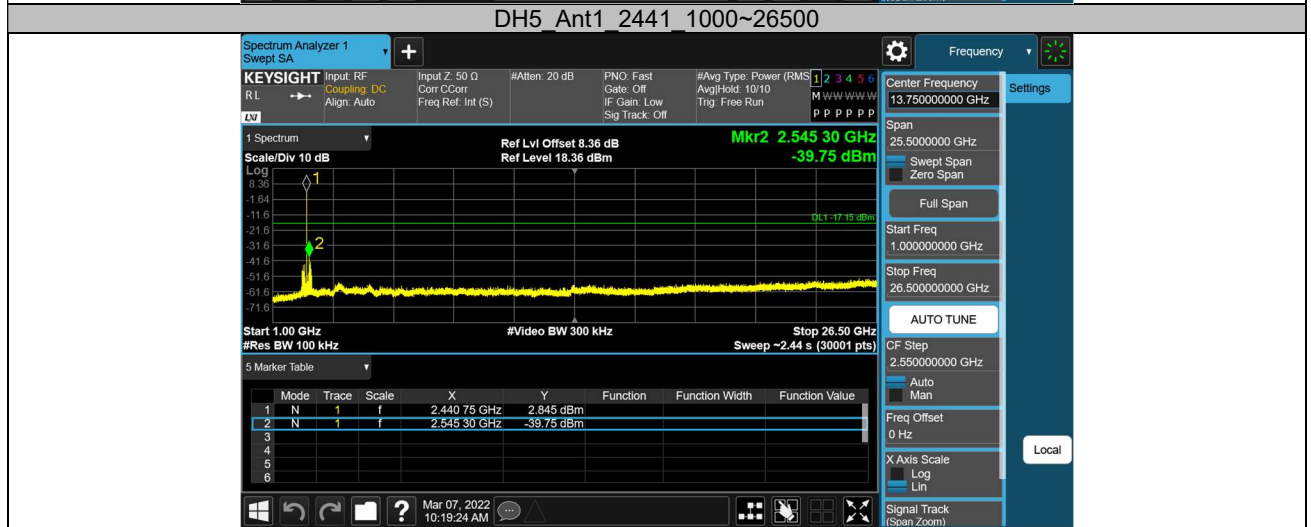 DH5_Ant1_2441_1000~26500
Spectrum Analyzer 1
Swept SA
Frequency
KEYSIGHT
RL
LXI
Input: RF
Coupling: DC
Align: Auto
Input Z: 50 Ω
Corr CCorr
Freq Ref: Int (S)
#Atten: 20 dB
PNO: Fast
Gate: Off
IF Gain: Low
Sig Track: Off
#Avg Type: Power (RMS
Avg|Hold: 10/10
Trig: Free Run
1 2 3 4 5 6
M W W W W W
P P P P P P
1 Spectrum
Scale/Div 10 dB
Ref Lvl Offset 8.36 dB
Ref Level 18.36 dBm
Mkr2 2.545 30 GHz
-39.75 dBm
Log
8.36
-1.64
-11.6
-21.6
-31.6
-41.6
-51.6
-61.6
-71.6
1
2
DL1 -17.15 dBm
Start 1.00 GHz
#Res BW 100 kHz
#Video BW 300 kHz
Stop 26.50 GHz
Sweep ~2.44 s (30001 pts)
5 Marker Table
Mode Trace Scale X Y Function Function Width Function Value
1 N 1 f 2.440 75 GHz 2.845 dBm
2 N 1 f 2.545 30 GHz -39.75 dBm
3
4
5
6
Mar 07, 2022
10:19:24 AM
Center Frequency
13.750000000 GHz
Span
25.5000000 GHz
Swept Span
Zero Span
Full Span
Start Freq
1.000000000 GHz
Stop Freq
26.500000000 GHz
AUTO TUNE
CF Step
2.550000000 GHz
Auto
Man
Freq Offset
0 Hz
X Axis Scale
Log
Lin
Signal Track
(Span Zoom)
Settings
Local